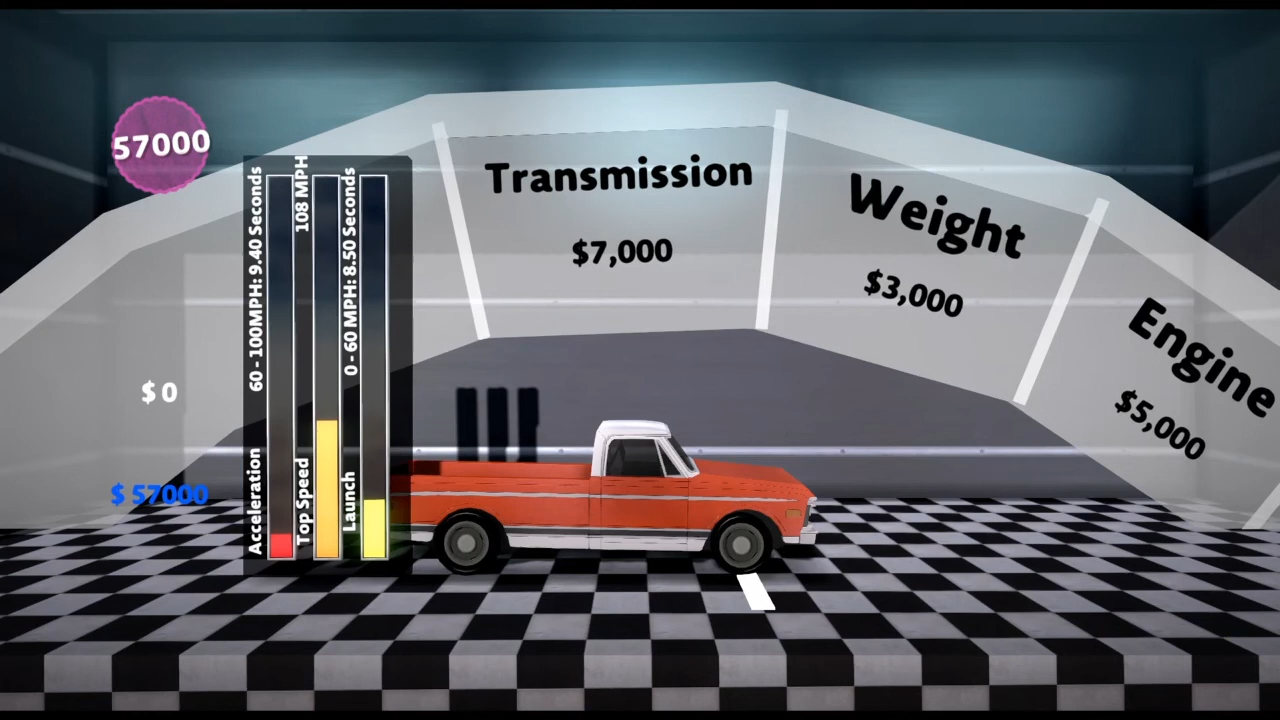 57000
$ 0
$ 57000
Acceleration 60 - 100MPH: 9.40 Seconds
Top Speed 108 MPH
Launch 0 - 60 MPH: 8.50 Seconds
Transmission
$7,000
Weight
$3,000
Engine
$5,000